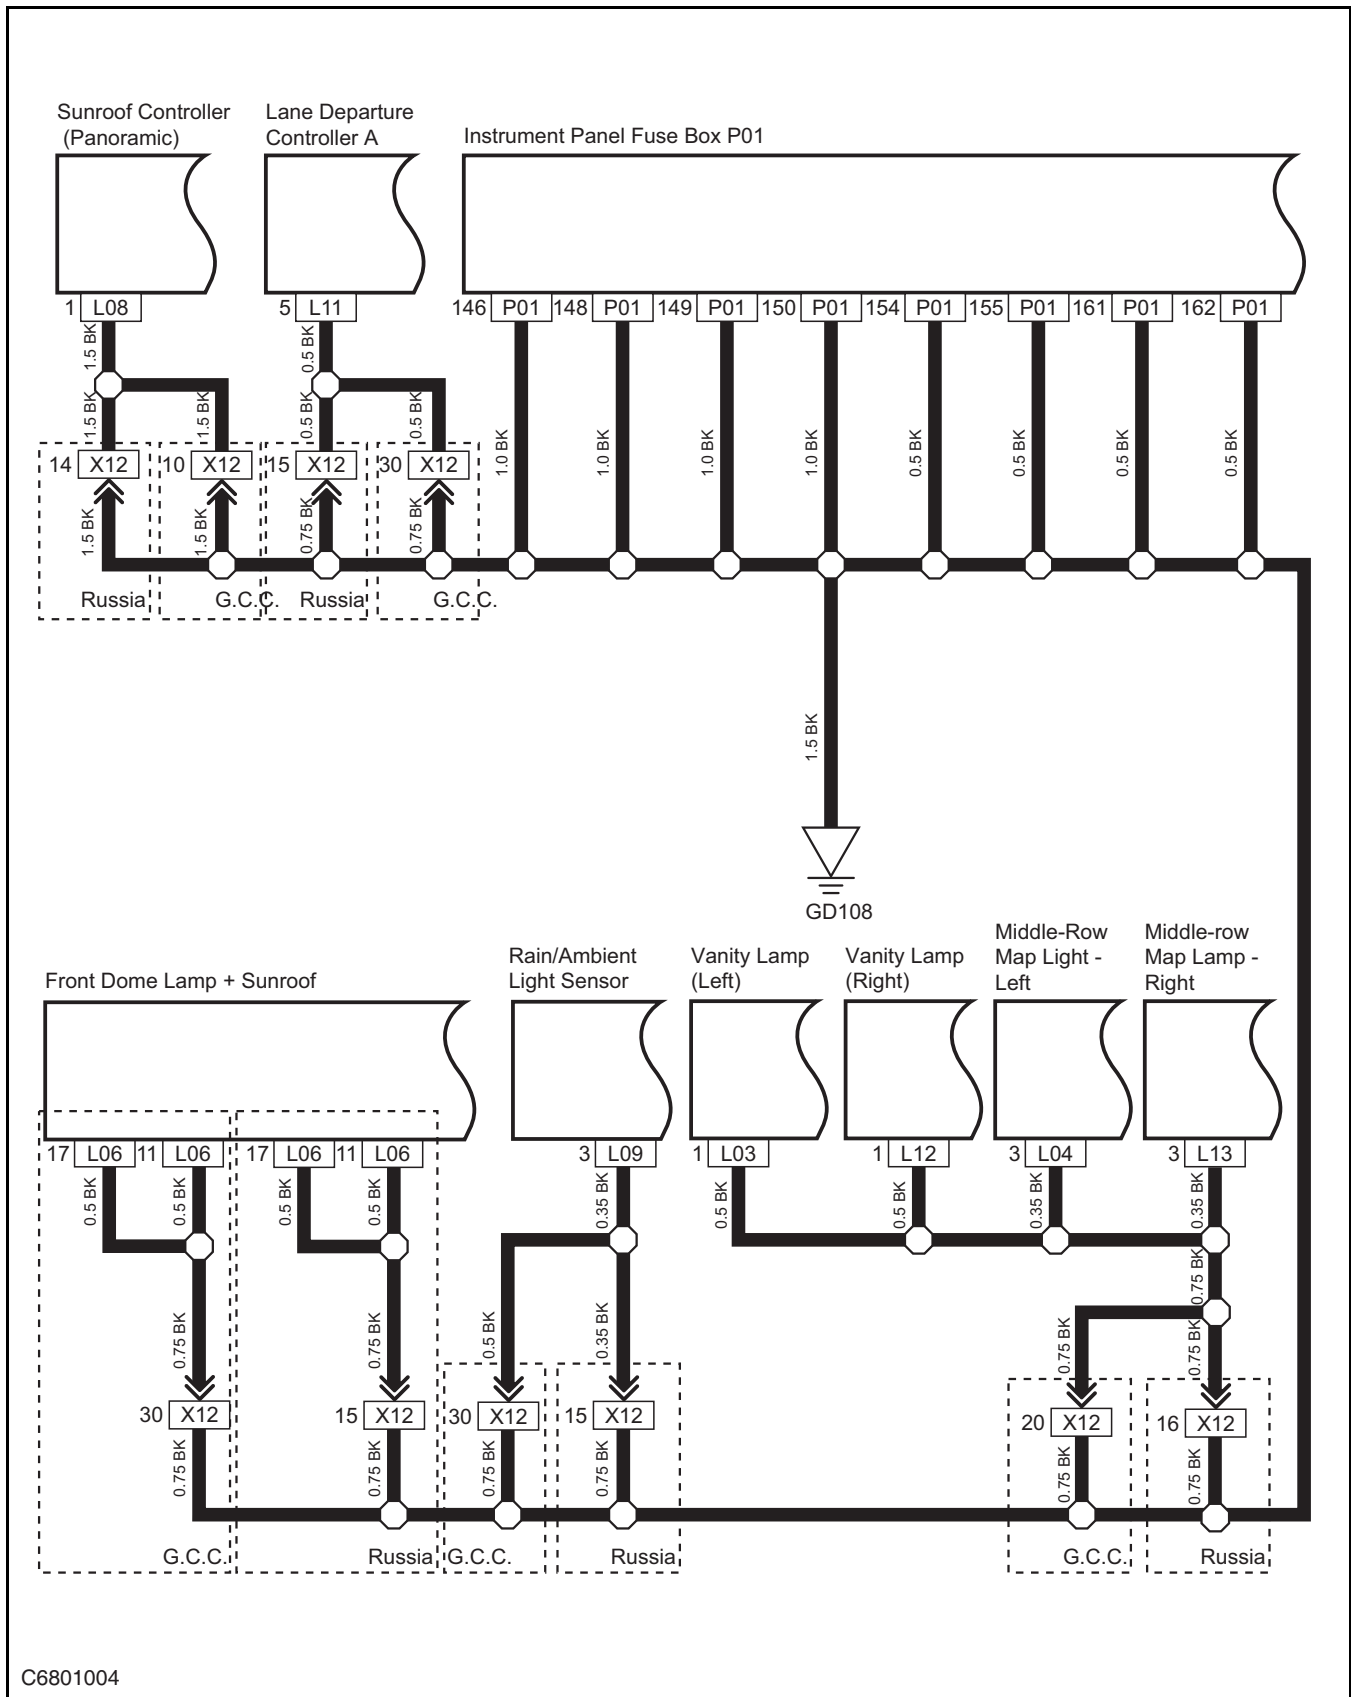 Sunroof Controller
(Panoramic)
Lane Departure
Controller A
Instrument Panel Fuse Box P01
1 L08
5 L11
146 P01 148 P01 149 P01 150 P01 154 P01 155 P01 161 P01 162 P01
1.5 BK
0.5 BK
1.5 BK
1.5 BK
0.5 BK
0.5 BK
1.0 BK
1.0 BK
1.0 BK
1.0 BK
0.5 BK
0.5 BK
0.5 BK
0.5 BK
14 X12 10 X12 15 X12 30 X12
1.5 BK
1.5 BK
0.75 BK
0.75 BK
Russia
G.C.C.
Russia
G.C.C.
1.5 BK
GD108
Front Dome Lamp + Sunroof
Rain/Ambient
Light Sensor
Vanity Lamp
(Left)
Vanity Lamp
(Right)
Middle-Row
Map Light -
Left
Middle-row
Map Lamp -
Right
17 L06 11 L06 17 L06 11 L06 3 L09 1 L03 1 L12 3 L04 3 L13
0.5 BK
0.5 BK
0.5 BK
0.5 BK
0.35 BK
0.5 BK
0.5 BK
0.35 BK
0.35 BK
0.75 BK
0.75 BK
0.75 BK
0.5 BK
0.35 BK
0.75 BK
0.75 BK
30 X12 15 X12 30 X12 15 X12 20 X12 16 X12
0.75 BK
0.75 BK
0.75 BK
0.75 BK
0.75 BK
0.75 BK
G.C.C.
Russia
G.C.C.
Russia
G.C.C.
Russia
C6801004